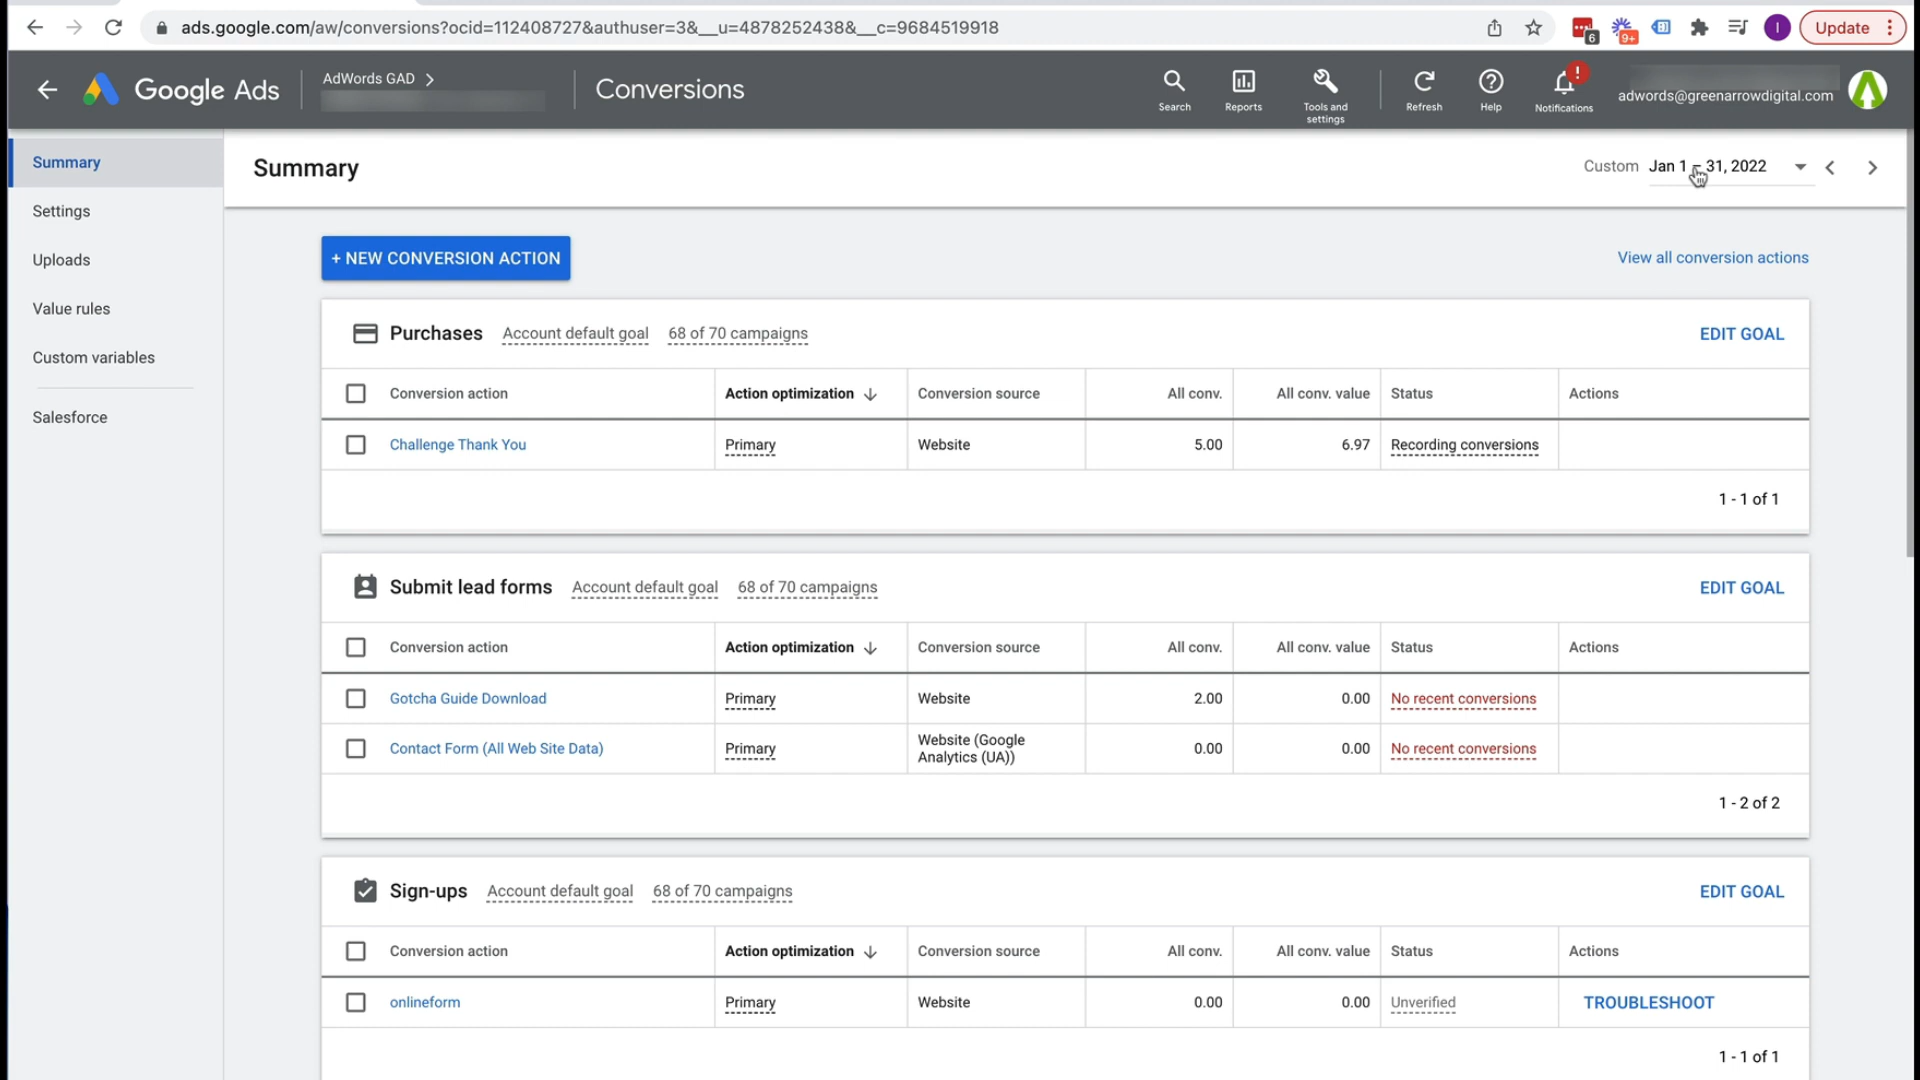 ads.google.com/aw/conversions?ocid=112408727&authuser=3&__u=4878252438&__c=9684519918
6
9+
I
Update
Google Ads
AdWords GAD
Conversions
Search
Reports
Tools and settings
Refresh
Help
!
Notifications
adwords@greenarrowdigital.com
Summary
Settings
Uploads
Value rules
Custom variables
Salesforce
Summary
Custom Jan 1 – 31, 2022
+ NEW CONVERSION ACTION
View all conversion actions
Purchases Account default goal 68 of 70 campaigns EDIT GOAL
Conversion action Action optimization Conversion source All conv. All conv. value Status Actions
Challenge Thank You Primary Website 5.00 6.97 Recording conversions
1 - 1 of 1
Submit lead forms Account default goal 68 of 70 campaigns EDIT GOAL
Conversion action Action optimization Conversion source All conv. All conv. value Status Actions
Gotcha Guide Download Primary Website 2.00 0.00 No recent conversions
Contact Form (All Web Site Data) Primary Website (Google Analytics (UA)) 0.00 0.00 No recent conversions
1 - 2 of 2
Sign-ups Account default goal 68 of 70 campaigns EDIT GOAL
Conversion action Action optimization Conversion source All conv. All conv. value Status Actions
onlineform Primary Website 0.00 0.00 Unverified TROUBLESHOOT
1 - 1 of 1